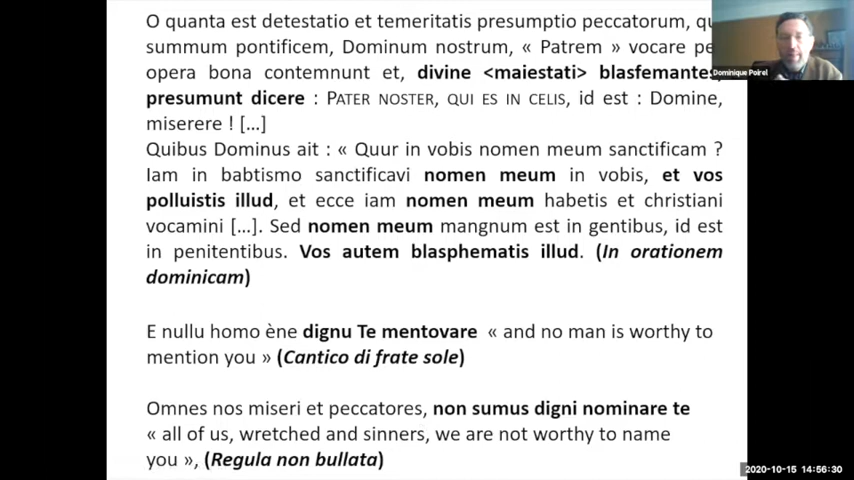 O quanta est detestatio et temeritatis presumptio peccatorum, qu
summum pontificem, Dominum nostrum, « Patrem » vocare pe
opera bona contemnunt et, divine <maiestati> blasfemantes,
presumunt dicere : PATER NOSTER, QUI ES IN CELIS, id est : Domine,
miserere ! […]
Quibus Dominus ait : « Quur in vobis nomen meum sanctificam ?
Iam in babtismo sanctificavi nomen meum in vobis, et vos
polluistis illud, et ecce iam nomen meum habetis et christiani
vocamini […]. Sed nomen meum mangnum est in gentibus, id est
in penitentibus. Vos autem blasphematis illud. (In orationem
dominicam)
E nullu homo ène dignu Te mentovare « and no man is worthy to
mention you » (Cantico di frate sole)
Omnes nos miseri et peccatores, non sumus digni nominare te
« all of us, wretched and sinners, we are not worthy to name
you », (Regula non bullata)
Dominique Poirel
2020-10-15 14:56:30